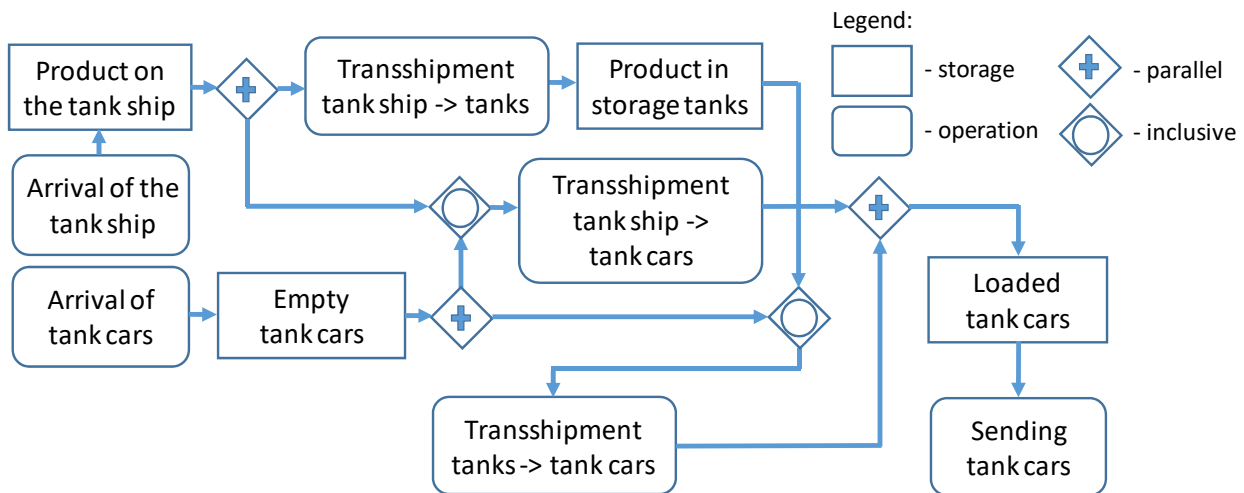 Legend:
- storage
- parallel
- operation
- inclusive
Product on
the tank ship
Transshipment
tank ship -> tanks
Product in
storage tanks
Arrival of the
tank ship
Transshipment
tank ship ->
tank cars
Arrival of
tank cars
Empty
tank cars
Loaded
tank cars
Transshipment
tanks -> tank cars
Sending
tank cars